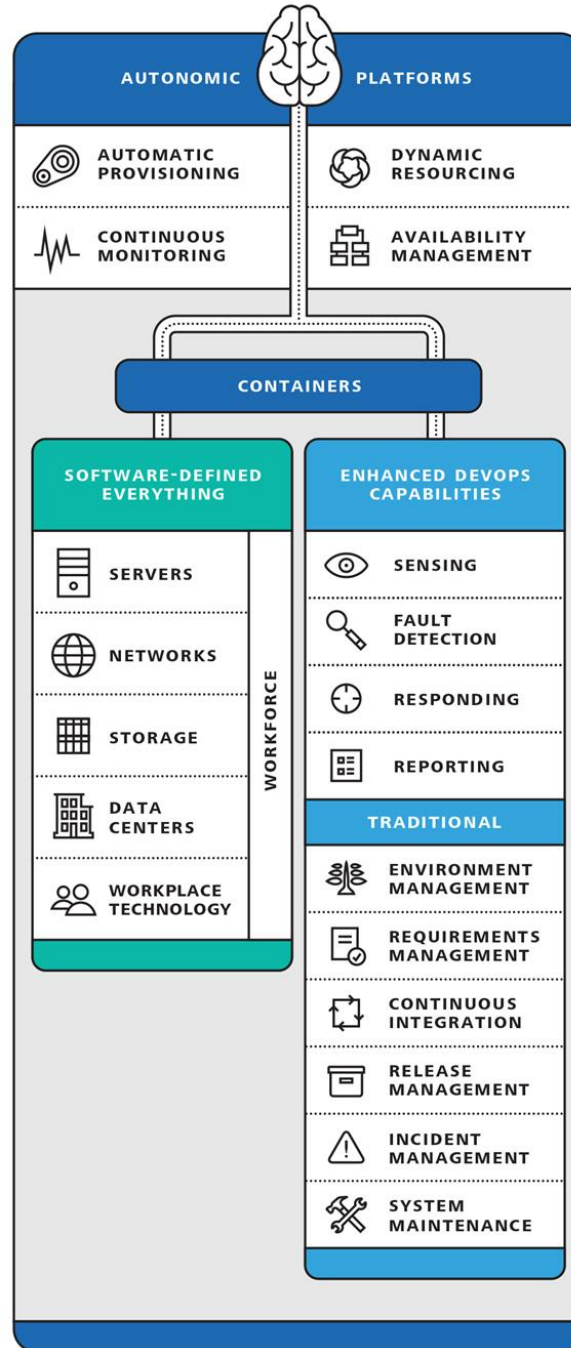 AUTONOMIC PLATFORMS
AUTOMATIC
PROVISIONING
DYNAMIC
RESOURCING
CONTINUOUS
MONITORING
AVAILABILITY
MANAGEMENT
CONTAINERS
SOFTWARE-DEFINED
EVERYTHING
SERVERS
NETWORKS
STORAGE
DATA
CENTERS
WORKPLACE
TECHNOLOGY
WORKFORCE
ENHANCED DEVOPS
CAPABILITIES
SENSING
FAULT
DETECTION
RESPONDING
REPORTING
TRADITIONAL
ENVIRONMENT
MANAGEMENT
REQUIREMENTS
MANAGEMENT
CONTINUOUS
INTEGRATION
RELEASE
MANAGEMENT
INCIDENT
MANAGEMENT
SYSTEM
MAINTENANCE